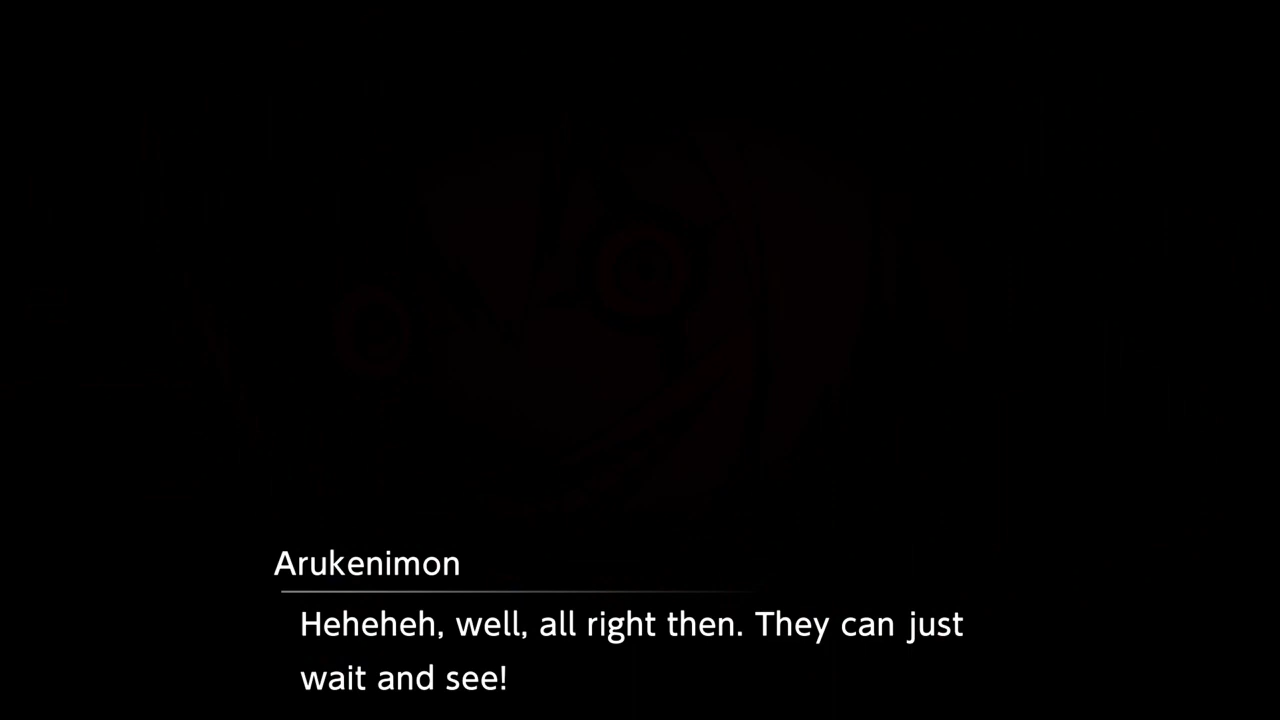 Arukenimon
Heheheh, well, all right then. They can just
wait and see!